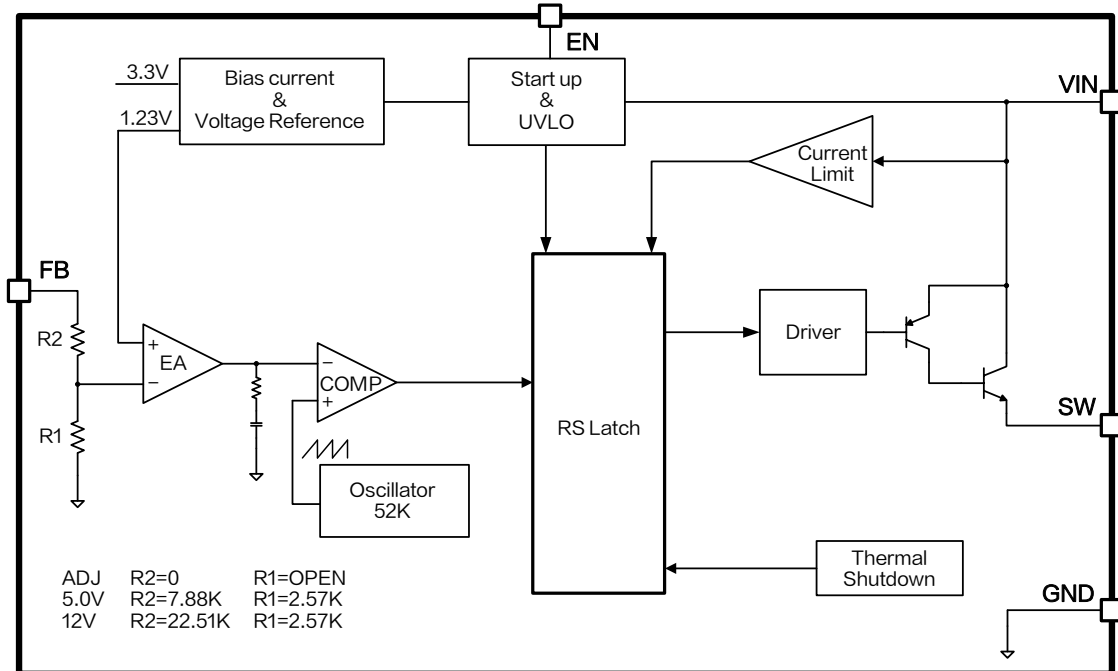 EN
VIN
3.3V
1.23V
Bias current
&
Voltage Reference
Start up
&
UVLO
Current
Limit
FB
R2
R1
+
EA
−
−
COMP
+
Oscillator
52K
RS Latch
Driver
SW
Thermal
Shutdown
GND
ADJ R2=0 R1=OPEN
5.0V R2=7.88K R1=2.57K
12V R2=22.51K R1=2.57K